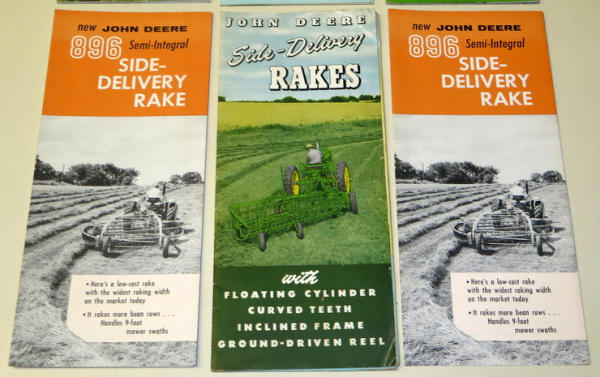 new JOHN DEERE
896 Semi-Integral
SIDE-
DELIVERY
RAKE
• Here's a low-cost rake
with the widest raking width
on the market today
• It rakes more bean rows . . .
Handles 9-foot
mower swaths
JOHN DEERE
Side-Delivery
RAKES
with
FLOATING CYLINDER
CURVED TEETH
INCLINED FRAME
GROUND-DRIVEN REEL
new JOHN DEERE
896 Semi-Integral
SIDE-
DELIVERY
RAKE
• Here's a low-cost rake
with the widest raking width
on the market today
• It rakes more bean rows . . .
Handles 9-foot
mower swaths